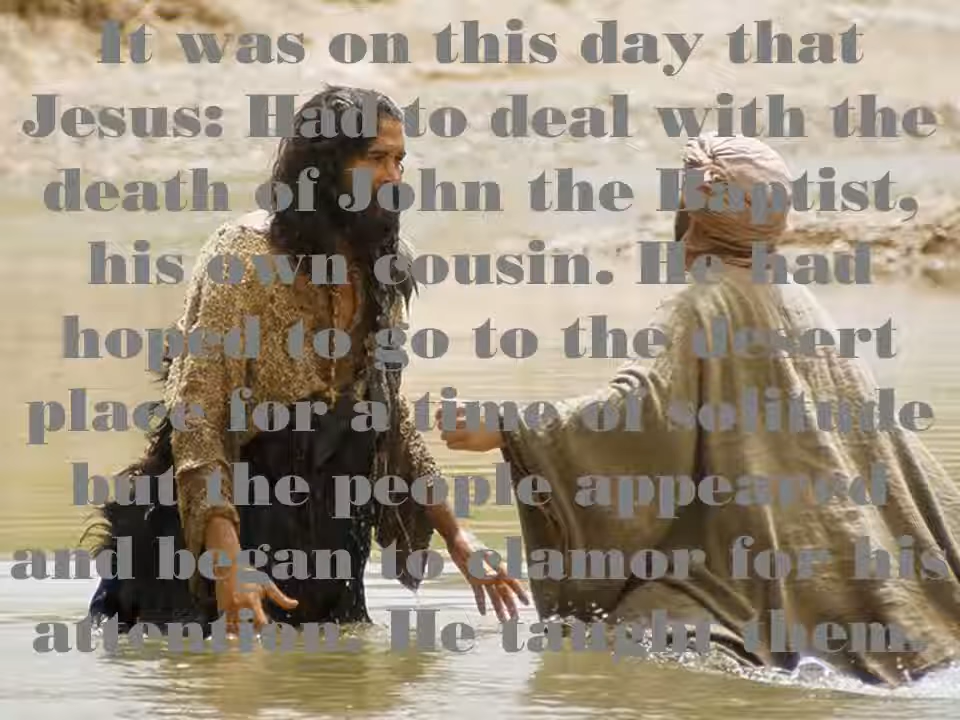 It was on this day that
Jesus: Had to deal with the
death of John the Baptist,
his own cousin. He had
hoped to go to the desert
place for a time of solitude
but the people appeared
and began to clamor for his
attention. He taught them.